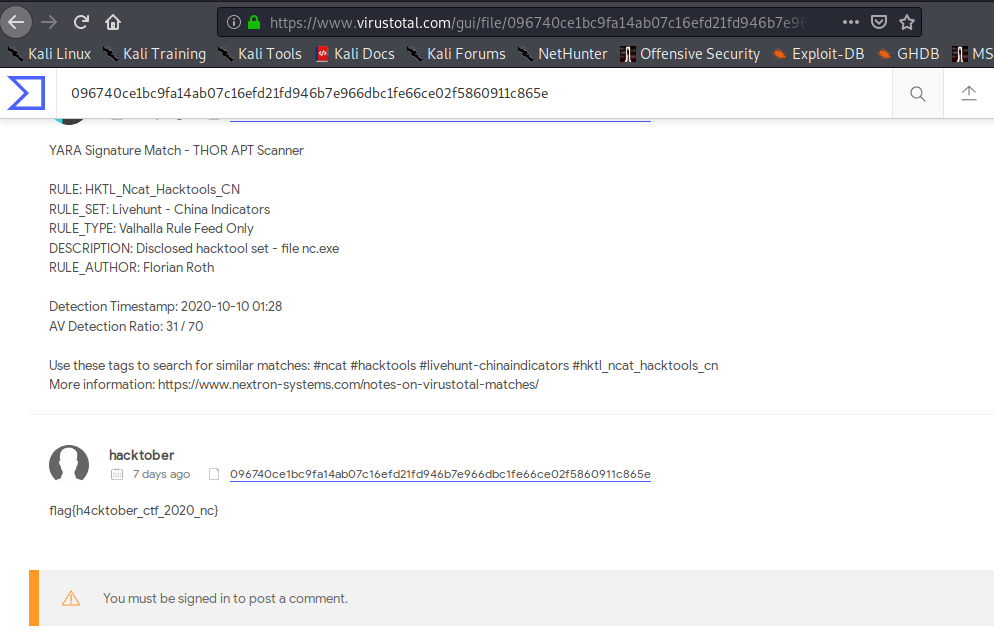 https://www.virustotal.com/gui/file/096740ce1bc9fa14ab07c16efd21fd946b7e96
Kali Linux Kali Training Kali Tools Kali Docs Kali Forums NetHunter Offensive Security Exploit-DB GHDB MS
096740ce1bc9fa14ab07c16efd21fd946b7e966dbc1fe66ce02f5860911c865e
YARA Signature Match - THOR APT Scanner
RULE: HKTL_Ncat_Hacktools_CN
RULE_SET: Livehunt - China Indicators
RULE_TYPE: Valhalla Rule Feed Only
DESCRIPTION: Disclosed hacktool set - file nc.exe
RULE_AUTHOR: Florian Roth
Detection Timestamp: 2020-10-10 01:28
AV Detection Ratio: 31 / 70
Use these tags to search for similar matches: #ncat #hacktools #livehunt-chinaindicators #hktl_ncat_hacktools_cn
More information: https://www.nextron-systems.com/notes-on-virustotal-matches/
hacktober
7 days ago 096740ce1bc9fa14ab07c16efd21fd946b7e966dbc1fe66ce02f5860911c865e
flag{h4cktober_ctf_2020_nc}
You must be signed in to post a comment.